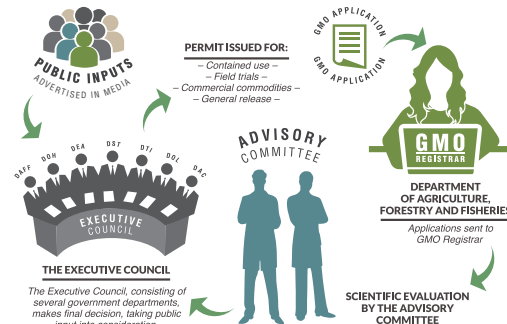 PUBLIC INPUTS
ADVERTISED IN MEDIA
PERMIT ISSUED FOR:
– Contained use –
– Field trials –
– Commercial commodities –
– General release –
GMO APPLICATION
GMO APPLICATION
GMO
REGISTRAR
DEPARTMENT
OF AGRICULTURE,
FORESTRY AND FISHERIES
Applications sent to
GMO Registrar
ADVISORY
COMMITTEE
SCIENTIFIC EVALUATION
BY THE ADVISORY
COMMITTEE
DAFF DOH DEA DST DTI DOL DAC
EXECUTIVE
COUNCIL
THE EXECUTIVE COUNCIL
The Executive Council, consisting of
several government departments,
makes final decision, taking public
input into consideration